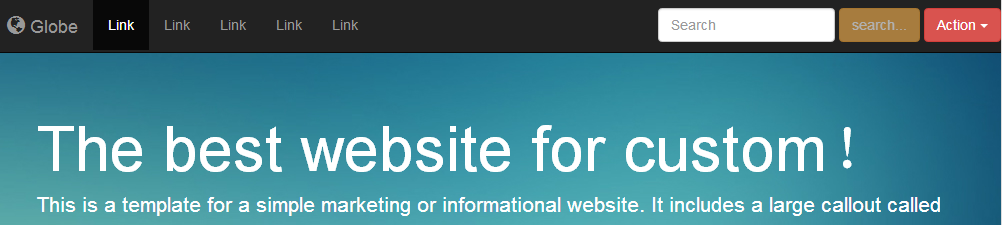 Globe Link Link Link Link Link Search search... Action
The best website for custom！
This is a template for a simple marketing or informational website. It includes a large callout called